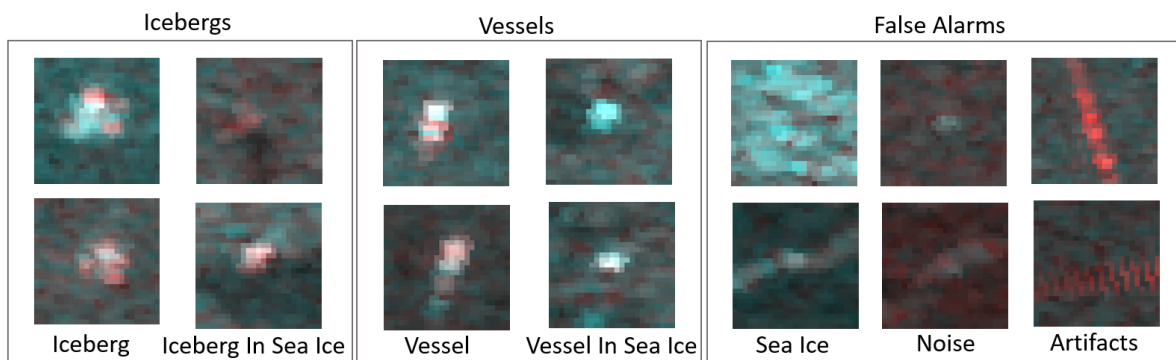 Icebergs
Vessels
False Alarms
Iceberg
Iceberg In Sea Ice
Vessel
Vessel In Sea Ice
Sea Ice
Noise
Artifacts